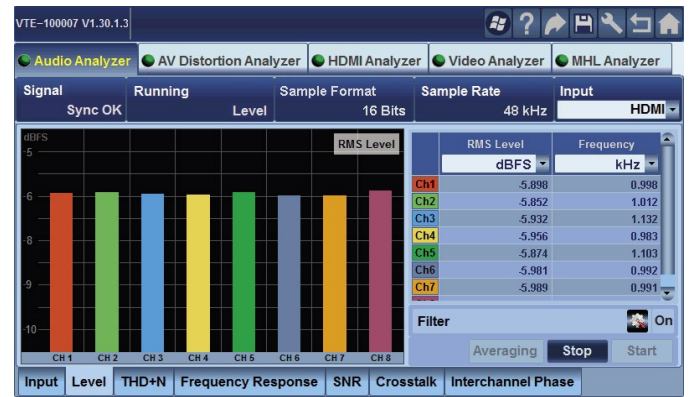 VTE-100007 V1.30.1.3
?
Audio Analyzer AV Distortion Analyzer HDMI Analyzer Video Analyzer MHL Analyzer
Signal Running Sample Format Sample Rate Input
Sync OK Level 16 Bits 48 kHz HDMI
dBFS
RMS Level
-5
-6
-8
-9
-10
CH 1 CH 2 CH 3 CH 4 CH 5 CH 6 CH 7 CH 8
RMS Level Frequency
dBFS kHz
Ch1 -5.898 0.998
Ch2 -5.852 1.012
Ch3 -5.932 1.132
Ch4 -5.956 0.983
Ch5 -5.874 1.103
Ch6 -5.981 0.992
Ch7 -5.989 0.991
Filter On
Averaging Stop Start
Input Level THD+N Frequency Response SNR Crosstalk Interchannel Phase